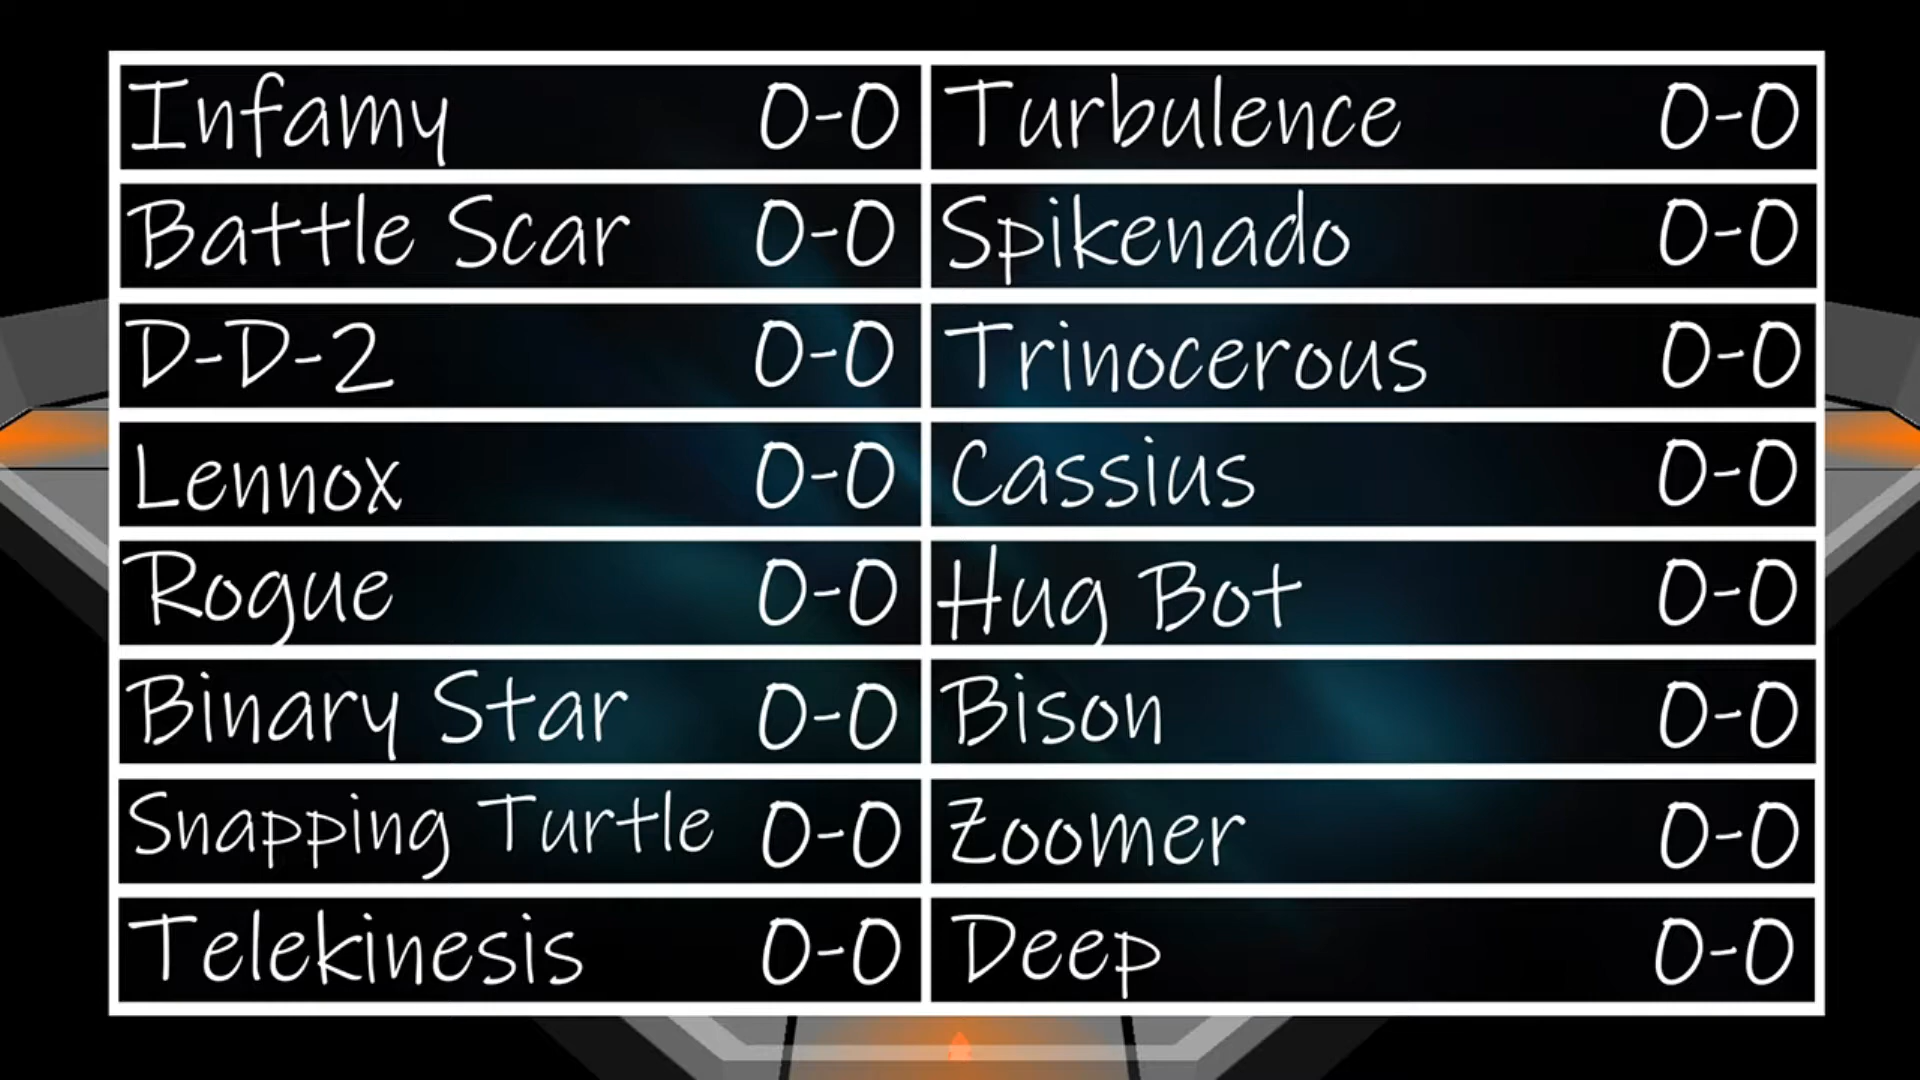 Infamy 0-0 Turbulence 0-0
Battle Scar 0-0 Spikenado 0-0
D-D-2 0-0 Trinocerous 0-0
Lennox 0-0 Cassius 0-0
Rogue 0-0 Hug Bot 0-0
Binary Star 0-0 Bison 0-0
Snapping Turtle 0-0 Zoomer 0-0
Telekinesis 0-0 Deep 0-0